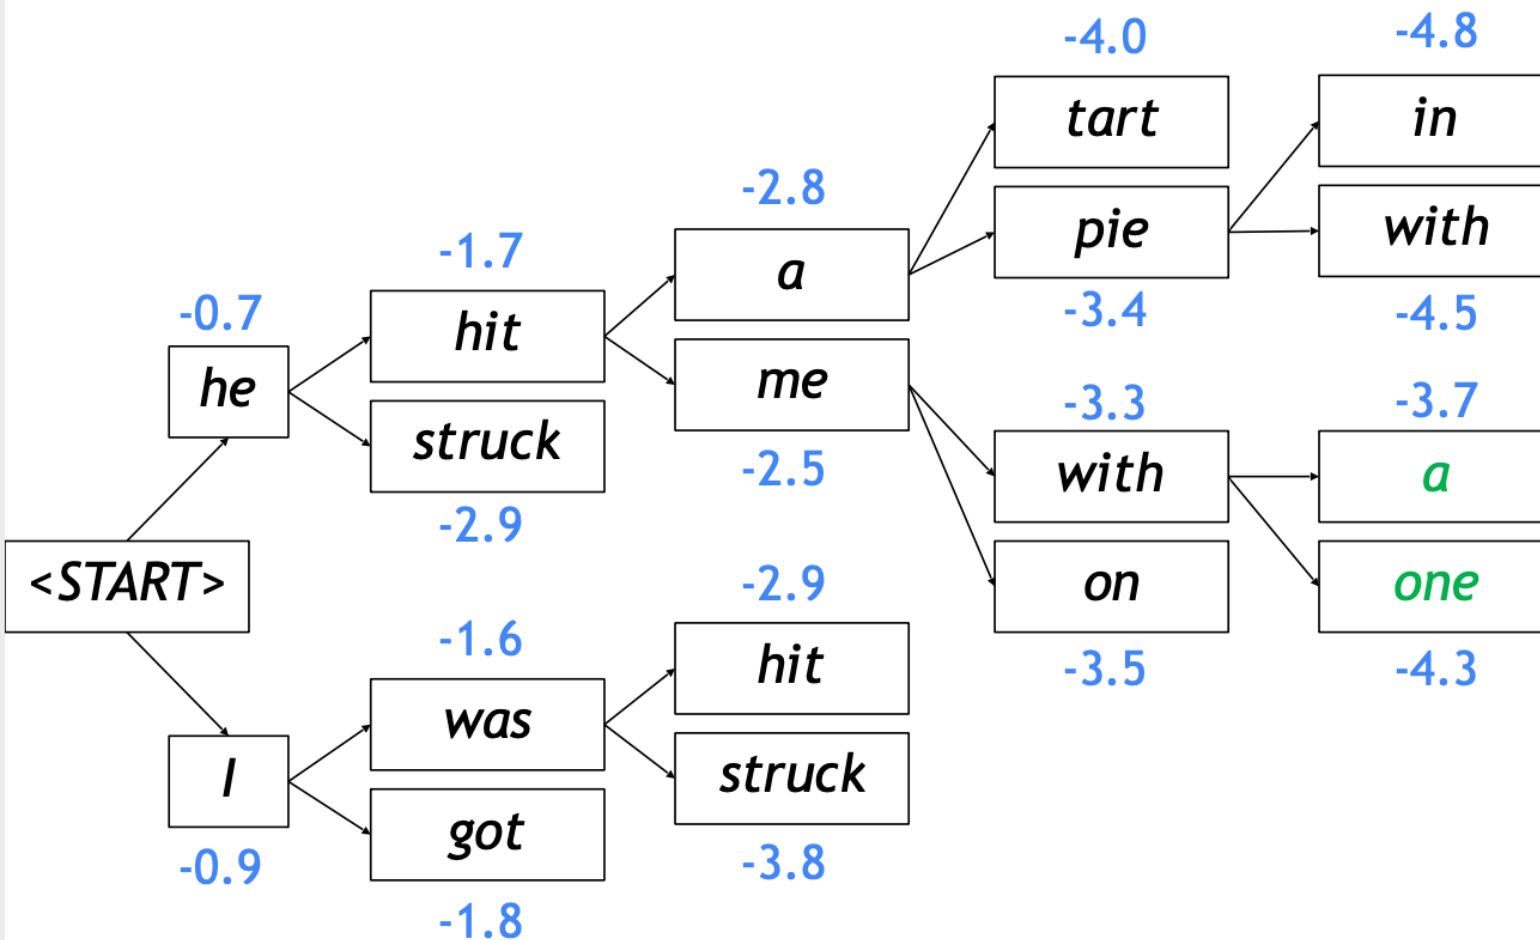 -4.0
-4.8
tart
in
-2.8
pie
with
-1.7
a
-3.4
-4.5
-0.7
hit
me
-3.3
-3.7
he
struck
-2.5
with
a
-2.9
<START>
-2.9
on
one
-1.6
hit
-3.5
-4.3
was
I
struck
got
-0.9
-3.8
-1.8